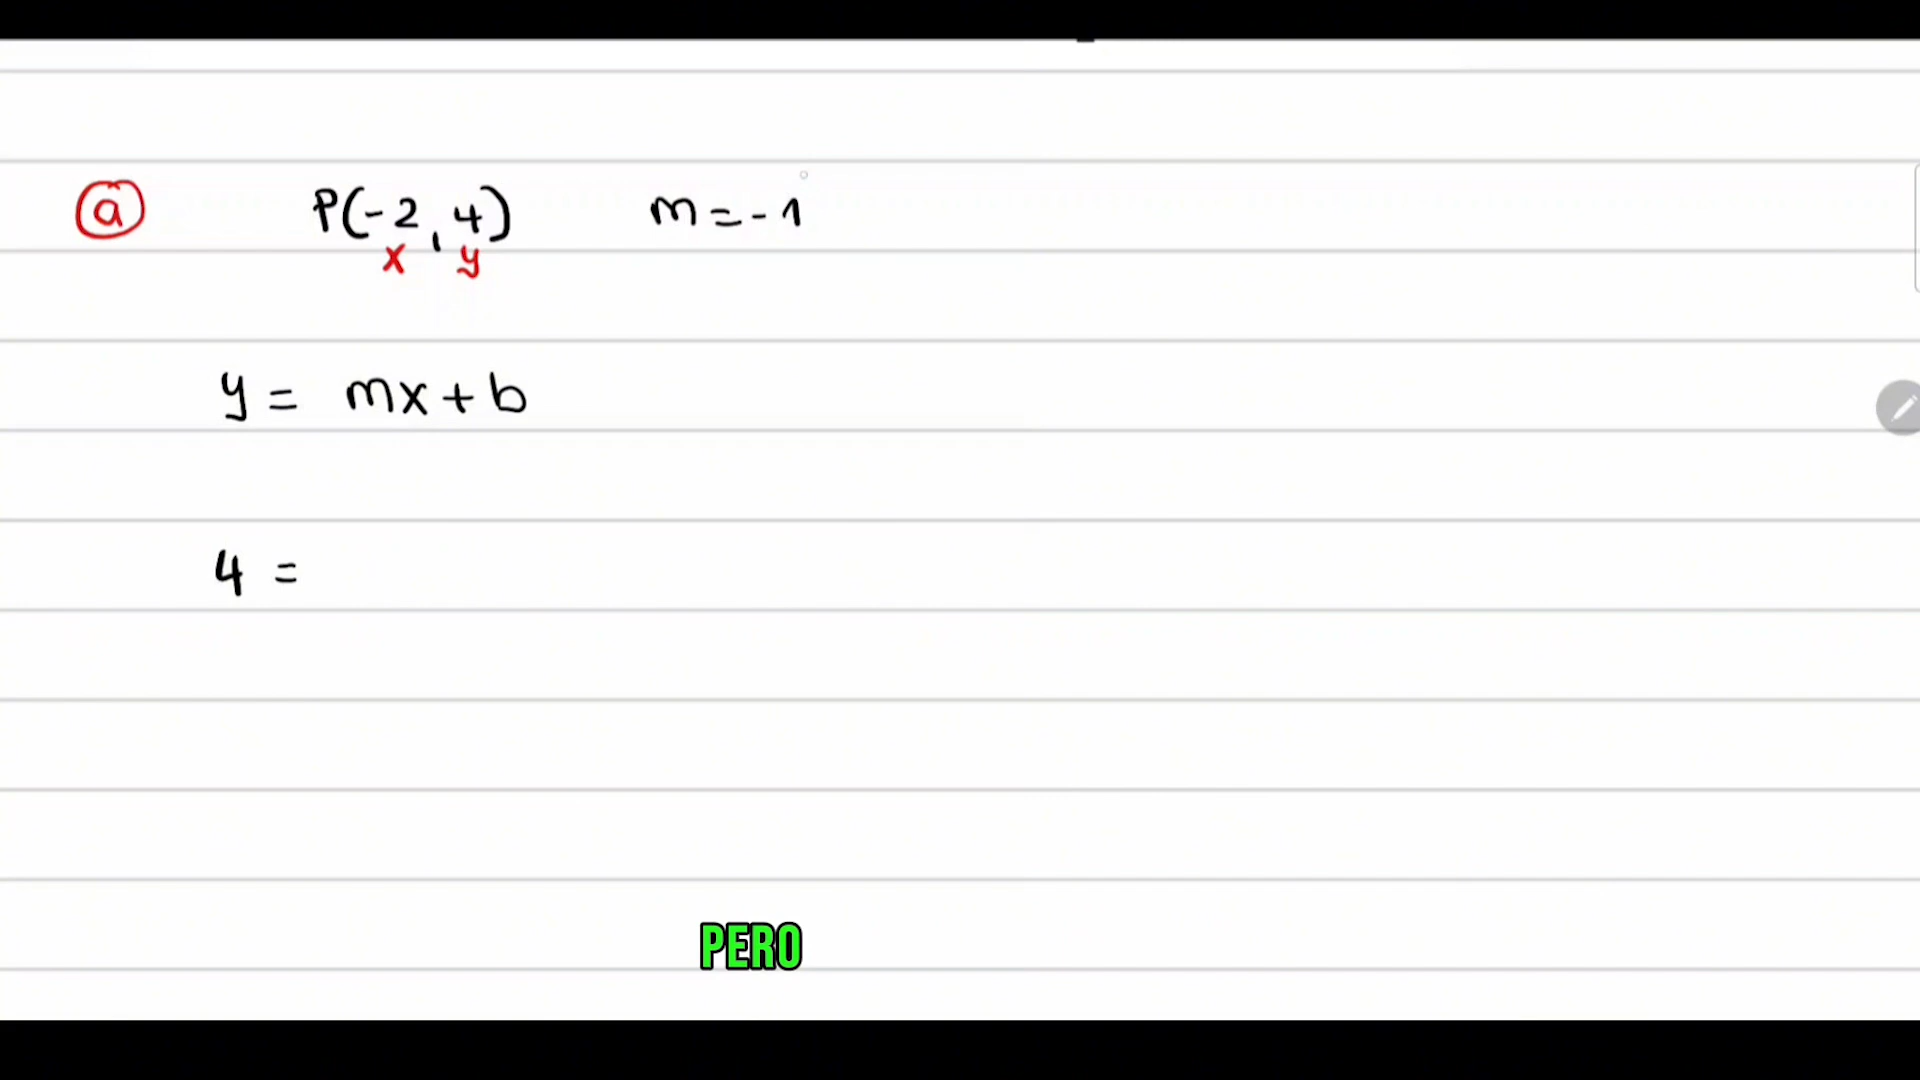 a P(-2, 4) m = -1
x y
y = mx + b
4 =
PERO